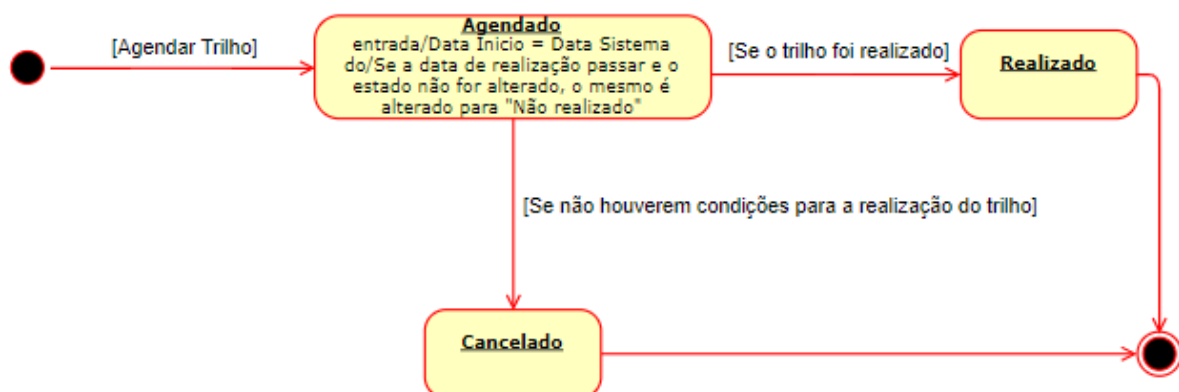 [Agendar Trilho]
Agendado
entrada/Data Inicio = Data Sistema
do/Se a data de realização passar e o
estado não for alterado, o mesmo é
alterado para "Não realizado"
[Se o trilho foi realizado]
Realizado
[Se não houverem condições para a realização do trilho]
Cancelado